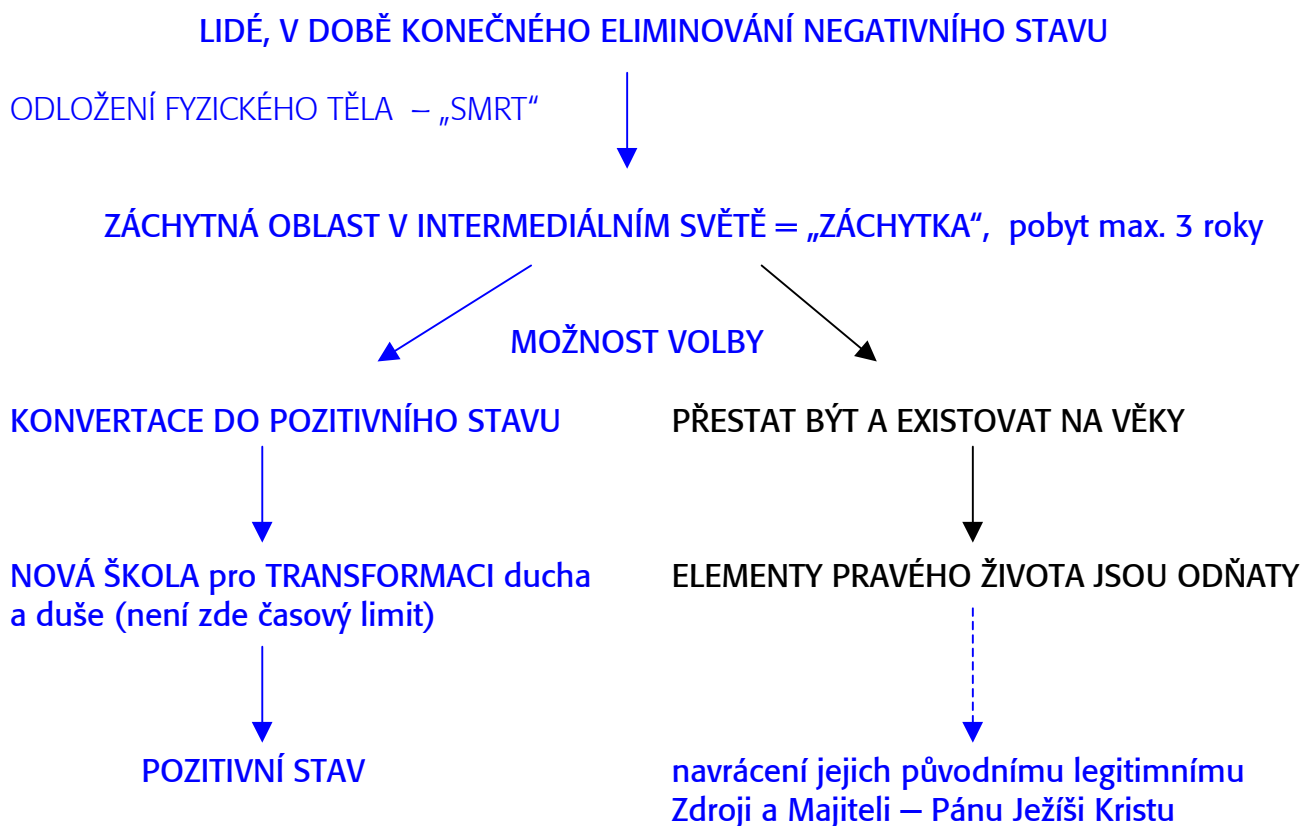 LIDÉ, V DOBĚ KONEČNÉHO ELIMINOVÁNÍ NEGATIVNÍHO STAVU
ODLOŽENÍ FYZICKÉHO TĚLA – „SMRT“
ZÁCHYTNÁ OBLAST V INTERMEDIÁLNÍM SVĚTĚ = „ZÁCHYTKA“, pobyt max. 3 roky
MOŽNOST VOLBY
KONVERTACE DO POZITIVNÍHO STAVU
PŘESTAT BÝT A EXISTOVAT NA VĚKY
NOVÁ ŠKOLA pro TRANSFORMACI ducha
a duše (není zde časový limit)
ELEMENTY PRAVÉHO ŽIVOTA JSOU ODŇATY
POZITIVNÍ STAV
navrácení jejich původnímu legitimnímu
Zdroji a Majiteli — Pánu Ježíši Kristu